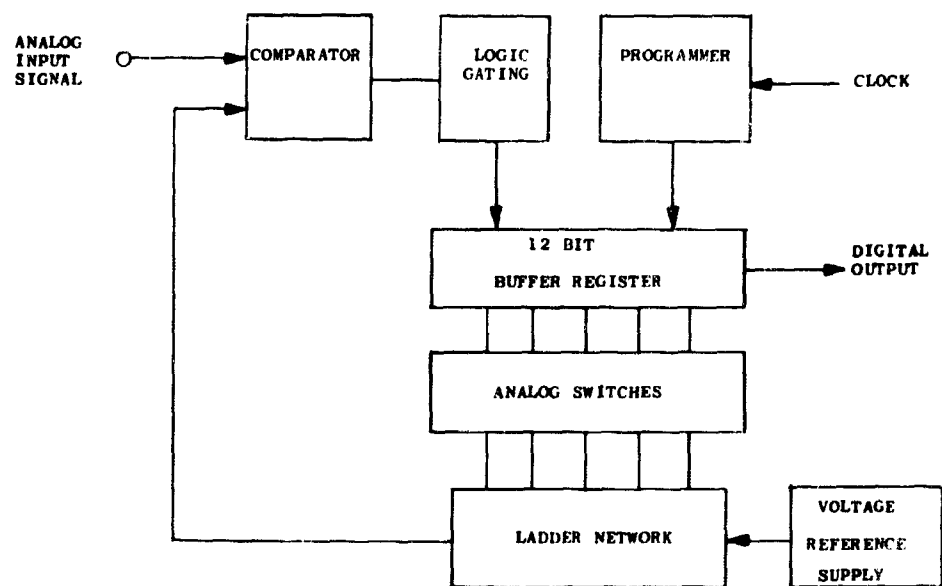 ANALOG
INPUT
SIGNAL
COMPARATOR
LOGIC
GATING
PROGRAMMER
CLOCK
12 BIT
BUFFER REGISTER
DIGITAL
OUTPUT
ANALOG SWITCHES
LADDER NETWORK
VOLTAGE
REFERENCE
SUPPLY